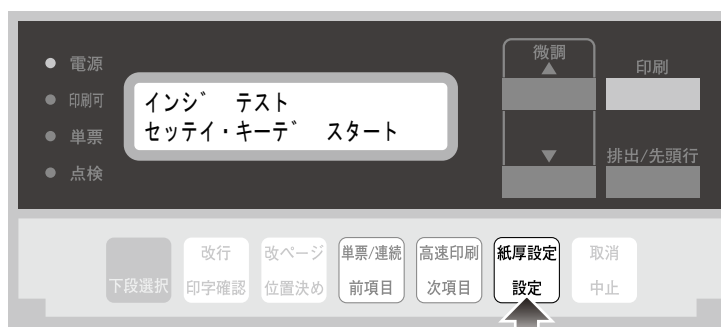 電源
印刷可
単票
点検
インジ テスト
セッテイ・キーデ スタート
微調
▲
▼
印刷
排出/先頭行
下段選択
改行
印字確認
改ページ
位置決め
単票/連続
前項目
高速印刷
次項目
紙厚設定
設定
取消
中止